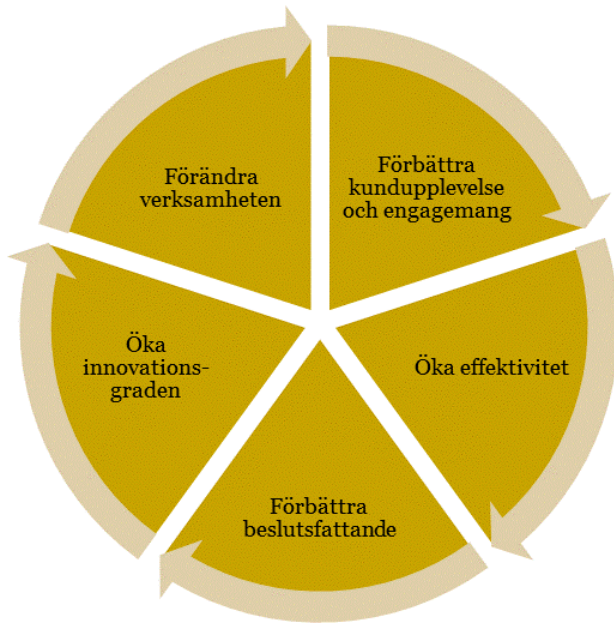 Förbättra
kundupplevelse
och engagemang
Öka effektivitet
Förbättra
beslutsfattande
Öka
innovations-
graden
Förändra
verksamheten